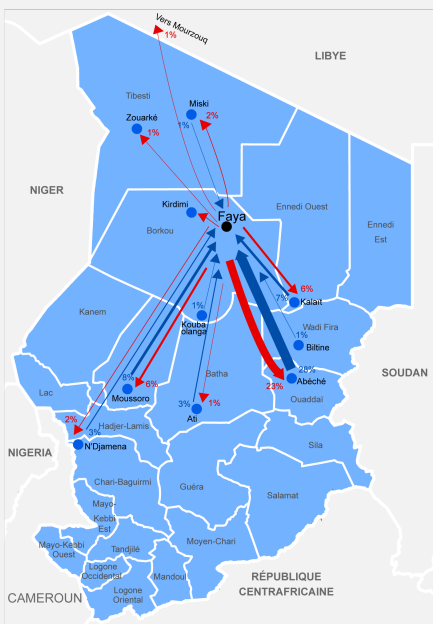 Vers Mourzouq
1%
LIBYE
Tibesti
Miski
Zouarké
1%
2%
1%
NIGER
Kirdimi
Faya
Ennedi Ouest
Borkou
Ennedi
Est
6%
7%
Kalaït
Kanem
1%
Kouba
olanga
Wadi Fira
1%
Biltine
Batha
28%
SOUDAN
8%
6%
23%
Abéché
Lac
Moussoro
3%
1%
Ouaddaï
Ati
2%
3%
Hadjer-Lamis
N'Djamena
Sila
NIGERIA
Chari-Baguirmi
Guéra
Salamat
Mayo-
Kebbi
Est
Moyen-Chari
Mayo-Kebbi
Ouest
Tandjilé
Logone
Occidental
Mandoul
RÉPUBLIQUE
CENTRAFRICAINE
CAMEROUN
Logone
Oriental